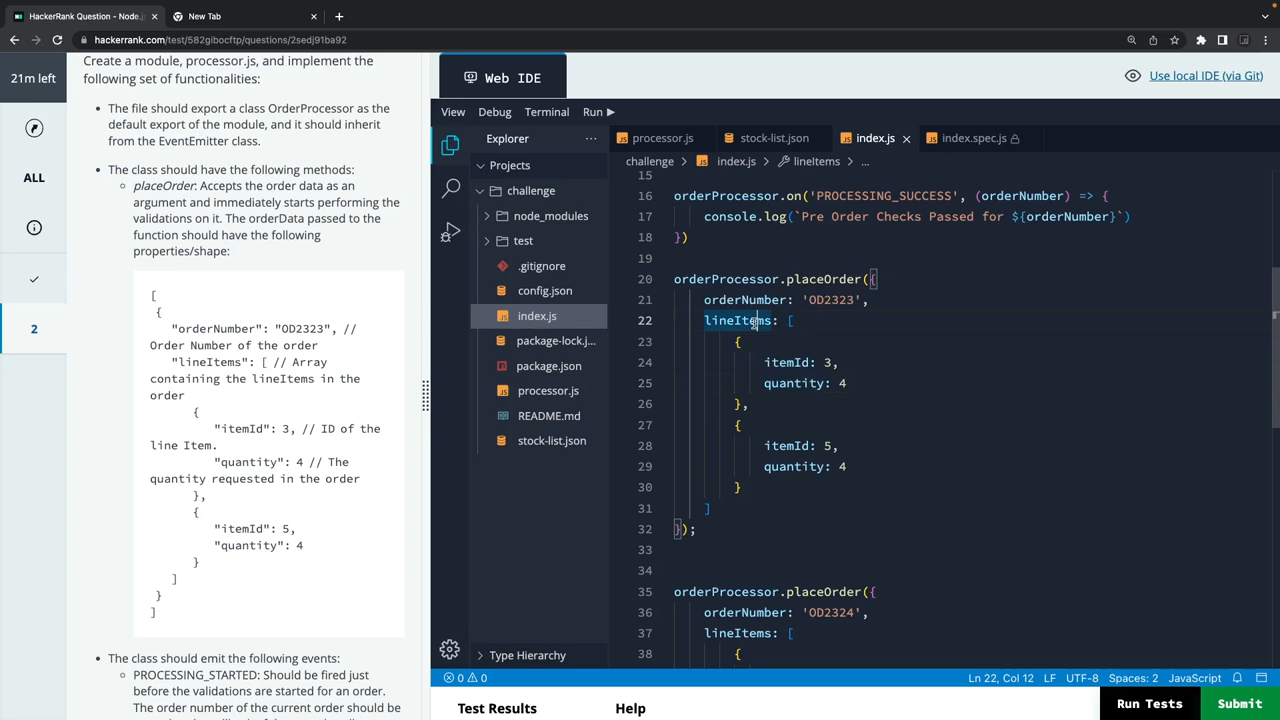 HackerRank Question - Node.j
New Tab
hackerrank.com/test/582gibocftp/questions/2sedj91ba92
21m left
ALL
2
Create a module, processor.js, and implement the
following set of functionalities:
The file should export a class OrderProcessor as the
default export of the module, and it should inherit
from the EventEmitter class.
The class should have the following methods:
placeOrder: Accepts the order data as an
argument and immediately starts performing the
validations on it. The orderData passed to the
function should have the following
properties/shape:
[
{
"orderNumber": "OD2323", //
Order Number of the order
"lineItems": [ // Array
containing the lineItems in the
order
{
"itemId": 3, // ID of the
line Item.
"quantity": 4 // The
quantity requested in the order
},
{
"itemId": 5,
"quantity": 4
}
]
}
]
The class should emit the following events:
PROCESSING_STARTED: Should be fired just
before the validations are started for an order.
The order number of the current order should be
Web IDE
Use local IDE (via Git)
View Debug Terminal Run
Explorer ...
Projects
challenge
node_modules
test
.gitignore
config.json
index.js
package-lock.j...
package.json
processor.js
README.md
stock-list.json
Type Hierarchy
processor.js
stock-list.json
index.js
index.spec.js
challenge > index.js > lineItems > ...
15
16 orderProcessor.on('PROCESSING_SUCCESS', (orderNumber) => {
17 console.log(`Pre Order Checks Passed for ${orderNumber}`)
18 })
19
20 orderProcessor.placeOrder({
21 orderNumber: 'OD2323',
22 lineItems: [
23 {
24 itemId: 3,
25 quantity: 4
26 },
27 {
28 itemId: 5,
29 quantity: 4
30 }
31 ]
32 });
33
34
35 orderProcessor.placeOrder({
36 orderNumber: 'OD2324',
37 lineItems: [
38 {
0 0
Ln 22, Col 12 LF UTF-8 Spaces: 2 JavaScript
Test Results Help
Run Tests
Submit